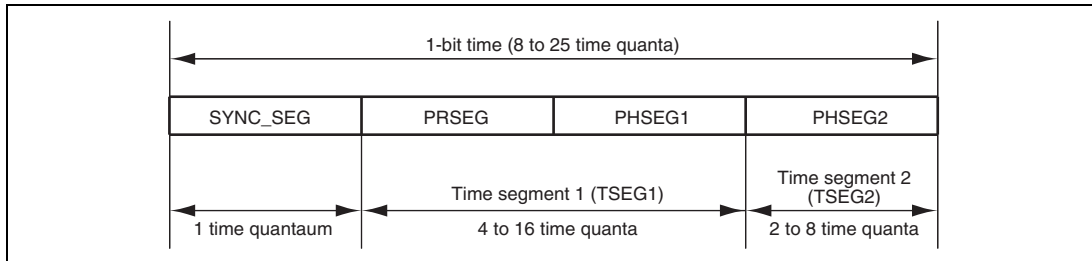 1-bit time (8 to 25 time quanta)
SYNC_SEG PRSEG PHSEG1 PHSEG2
Time segment 1 (TSEG1)
Time segment 2
(TSEG2)
1 time quantaum 4 to 16 time quanta 2 to 8 time quanta